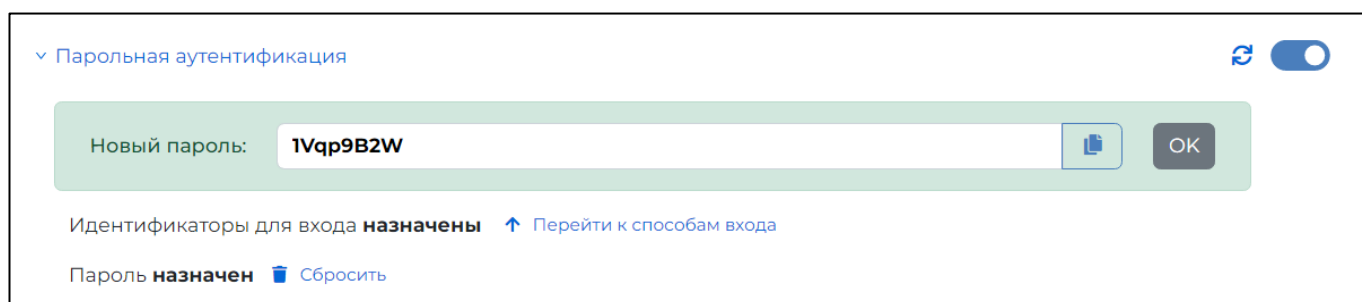 Парольная аутентификация
Новый пароль: 1Vqp9B2W OK
Идентификаторы для входа назначены Перейти к способам входа
Пароль назначен Сбросить